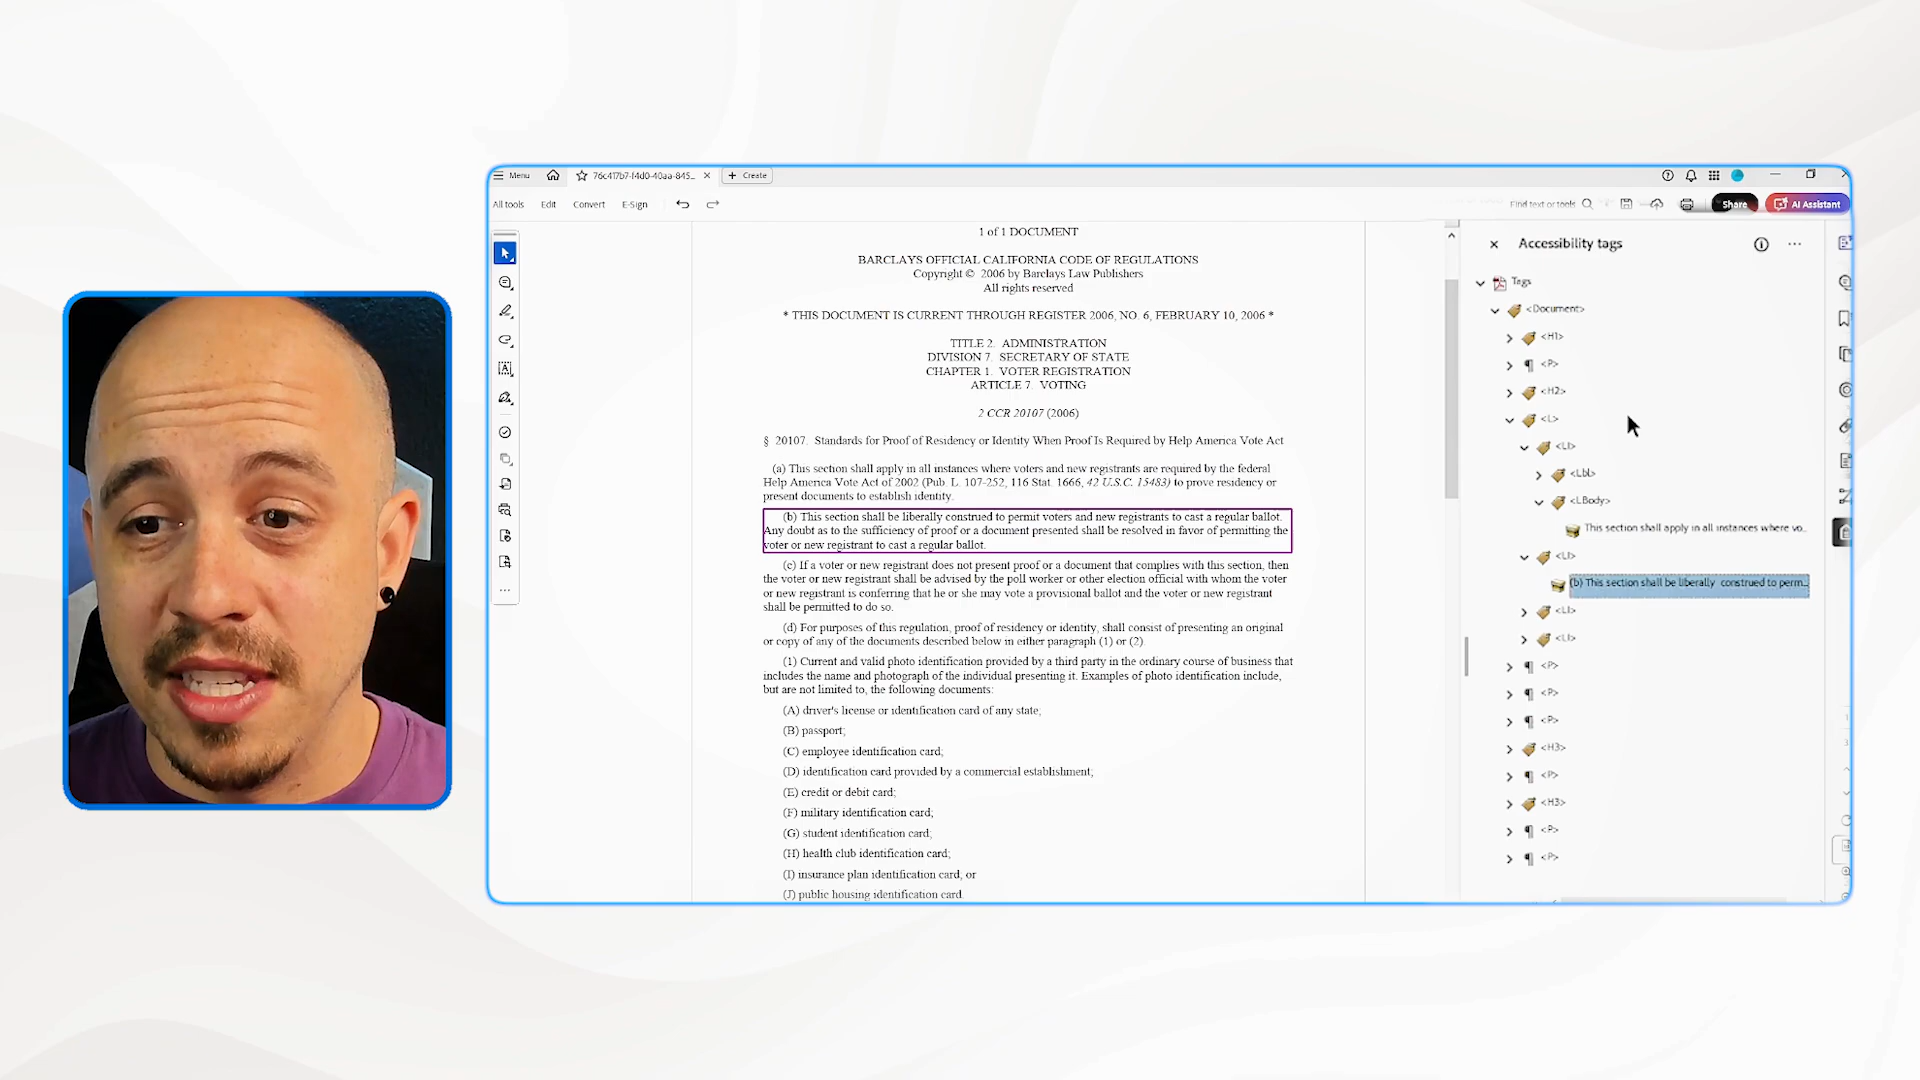 Menu
76c417b7-f4d0-40aa-845...
Create
All tools
Edit
Convert
E-Sign
Find text or tools
Share
AI Assistant
1 of 1 DOCUMENT
BARCLAYS OFFICIAL CALIFORNIA CODE OF REGULATIONS
Copyright © 2006 by Barclays Law Publishers
All rights reserved
* THIS DOCUMENT IS CURRENT THROUGH REGISTER 2006, NO. 6, FEBRUARY 10, 2006 *
TITLE 2. ADMINISTRATION
DIVISION 7. SECRETARY OF STATE
CHAPTER 1. VOTER REGISTRATION
ARTICLE 7. VOTING
2 CCR 20107 (2006)
§ 20107. Standards for Proof of Residency or Identity When Proof Is Required by Help America Vote Act
(a) This section shall apply in all instances where voters and new registrants are required by the federal
Help America Vote Act of 2002 (Pub. L. 107-252, 116 Stat. 1666, 42 U.S.C. 15483) to prove residency or
present documents to establish identity.
(b) This section shall be liberally construed to permit voters and new registrants to cast a regular ballot.
Any doubt as to the sufficiency of proof or a document presented shall be resolved in favor of permitting the
voter or new registrant to cast a regular ballot.
(c) If a voter or new registrant does not present proof or a document that complies with this section, then
the voter or new registrant shall be advised by the poll worker or other election official with whom the voter
or new registrant is conferring that he or she may vote a provisional ballot and the voter or new registrant
shall be permitted to do so.
(d) For purposes of this regulation, proof of residency or identity, shall consist of presenting an original
or copy of any of the documents described below in either paragraph (1) or (2).
(1) Current and valid photo identification provided by a third party in the ordinary course of business that
includes the name and photograph of the individual presenting it. Examples of photo identification include,
but are not limited to, the following documents:
(A) driver's license or identification card of any state;
(B) passport;
(C) employee identification card;
(D) identification card provided by a commercial establishment;
(E) credit or debit card;
(F) military identification card;
(G) student identification card;
(H) health club identification card;
(I) insurance plan identification card; or
(J) public housing identification card.
Accessibility tags
Tags
<Document>
<H1>
<P>
<H2>
<L>
<LI>
<Lbl>
<LBody>
This section shall apply in all instances where vo...
<LI>
(b) This section shall be liberally construed to perm...
<LI>
<LI>
<P>
<P>
<P>
<H3>
<P>
<H3>
<P>
<P>